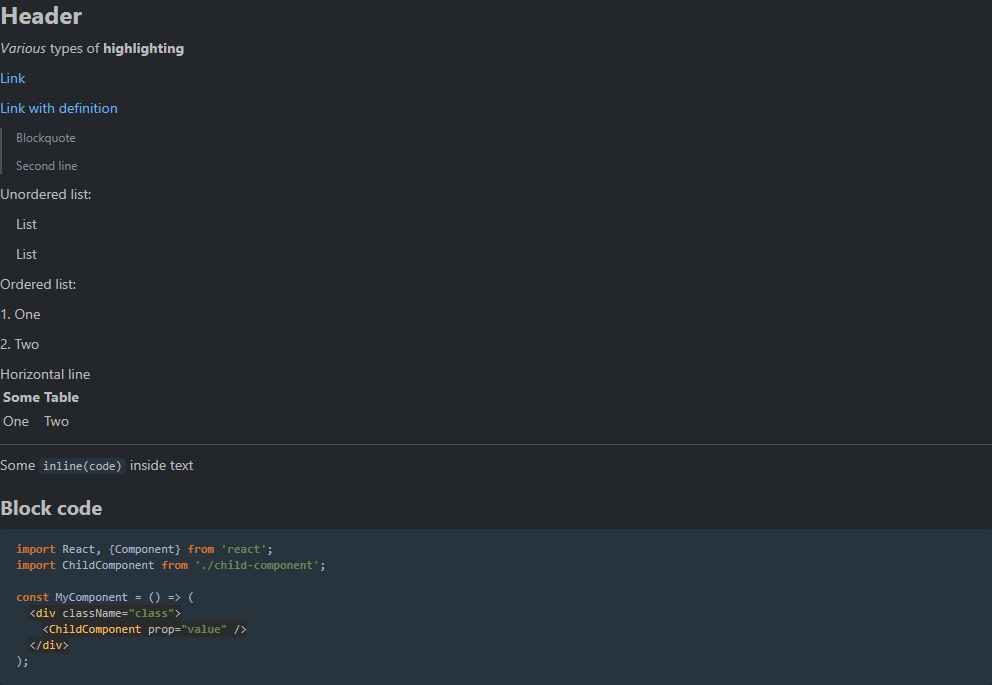 Header
Various types of highlighting
Link
Link with definition
Blockquote
Second line
Unordered list:
List
List
Ordered list:
1. One
2. Two
Horizontal line
Some Table
One Two
Some inline(code) inside text
Block code
import React, {Component} from 'react';
import ChildComponent from './child-component';
const MyComponent = () => (
<div className="class">
<ChildComponent prop="value" />
</div>
);